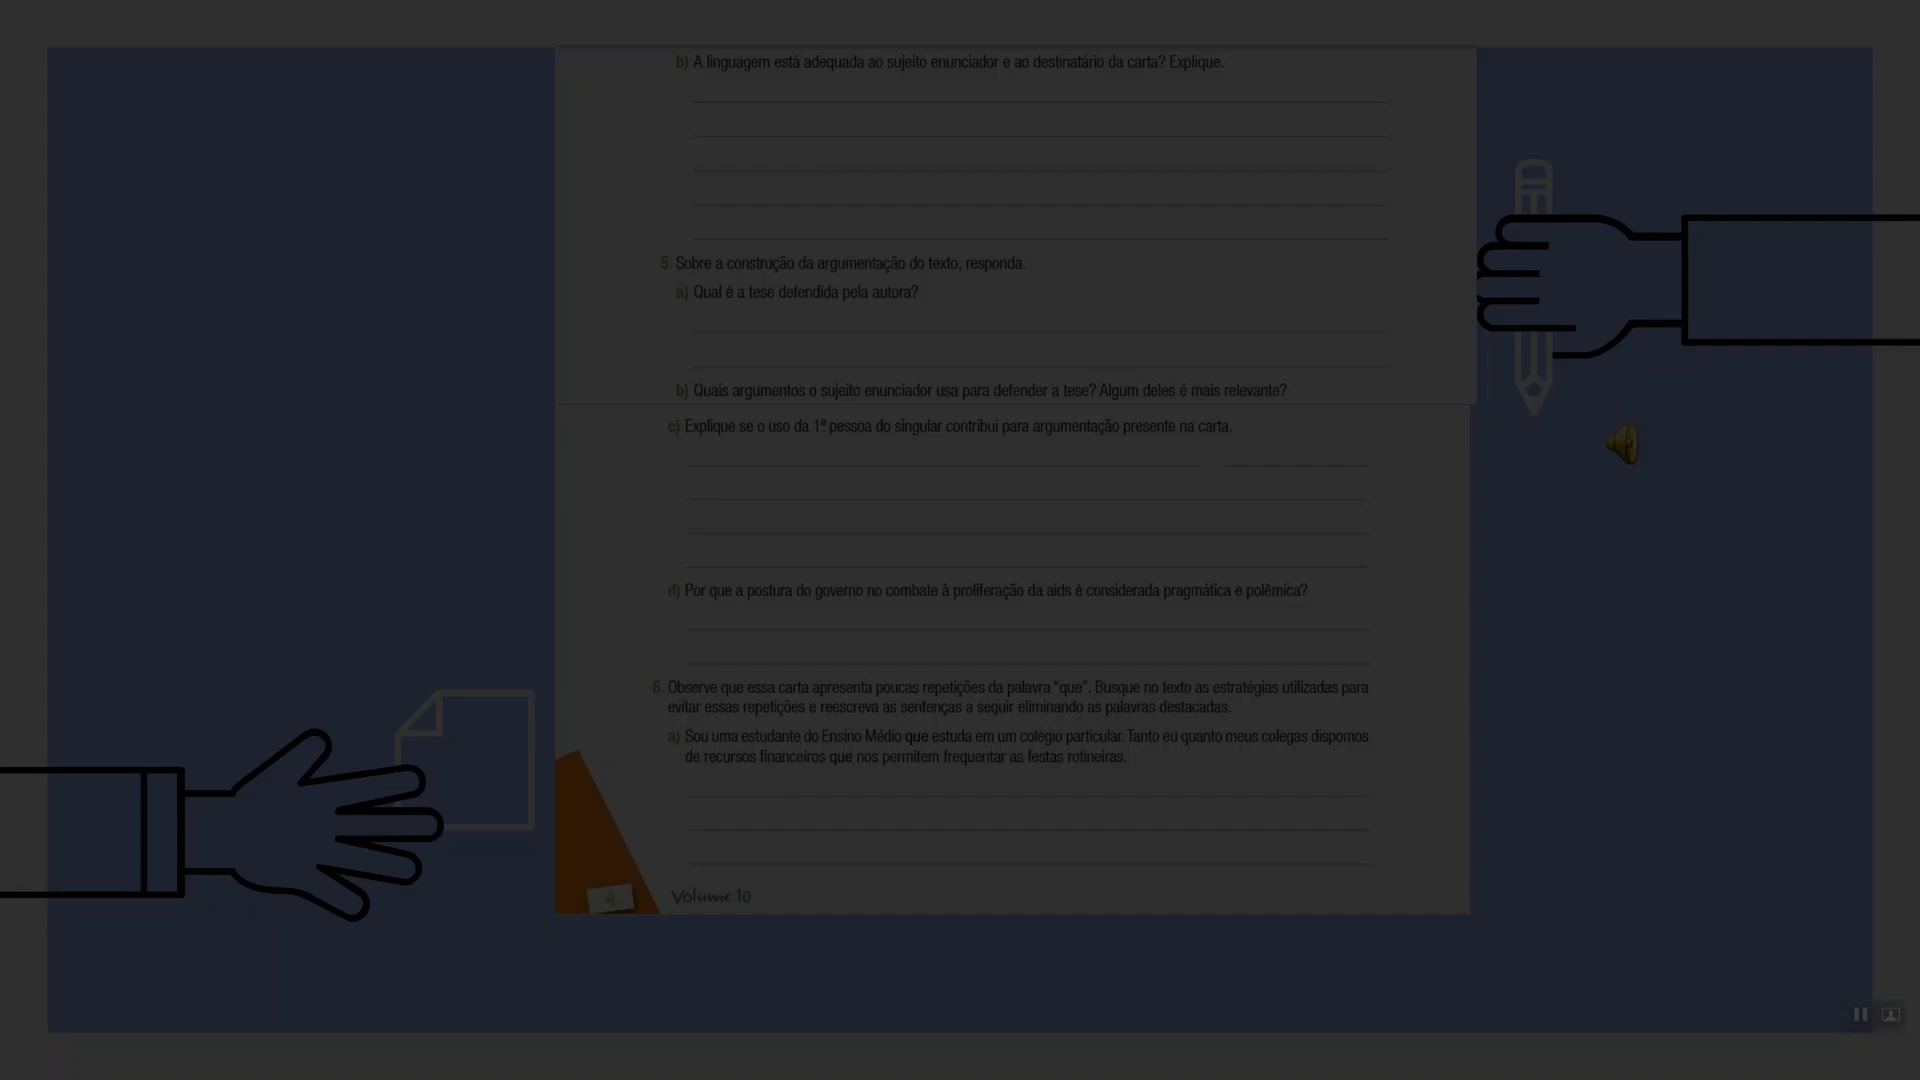 b) A linguagem está adequada ao sujeito enunciador e ao destinatário da carta? Explique.
5. Sobre a construção da argumentação do texto, responda.
a) Qual é a tese defendida pela autora?
b) Quais argumentos o sujeito enunciador usa para defender a tese? Algum deles é mais relevante?
c) Explique se o uso da 1ª pessoa do singular contribui para argumentação presente na carta.
d) Por que a postura do governo no combate à proliferação da aids é considerada pragmática e polêmica?
6. Observe que essa carta apresenta poucas repetições da palavra “que”. Busque no texto as estratégias utilizadas para
evitar essas repetições e reescreva as sentenças a seguir eliminando as palavras destacadas.
a) Sou uma estudante do Ensino Médio que estuda em um colégio particular. Tanto eu quanto meus colegas dispomos
de recursos financeiros que nos permitem frequentar as festas rotineiras.
4 Volume 10